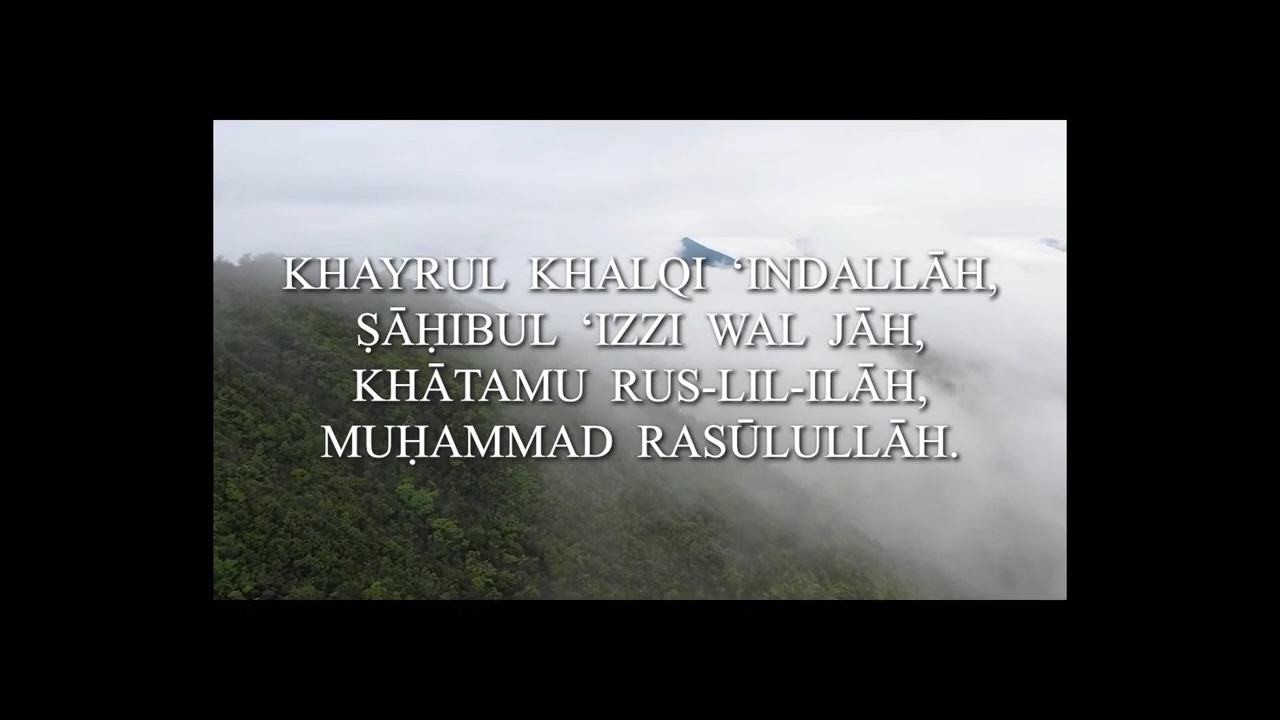 KHAYRUL KHALQI ‘INDALLĀH,
ṢĀḤIBUL ‘IZZI WAL JĀH,
KHĀTAMU RUS-LIL-ILĀH,
MUḤAMMAD RASŪLULLĀH.